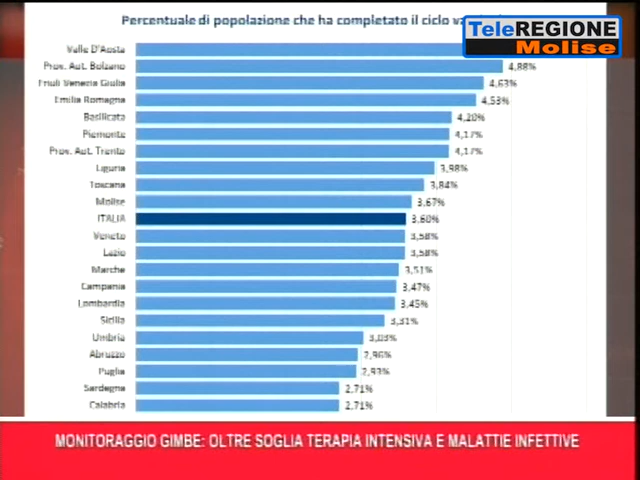 Percentuale di popolazione che ha completato il ciclo
TeleREGIONE
Molise
Valle D'Aosta
Prov. Aut. Bolzano 4,88%
Friuli Venezia Giulia 4,63%
Emilia Romagna 4,53%
Basilicata 4,20%
Piemonte 4,17%
Prov. Aut. Trento 4,17%
Liguria 3,98%
Toscana 3,84%
Molise 3,67%
ITALIA 3,60%
Veneto 3,58%
Lazio 3,58%
Marche 3,51%
Campania 3,47%
Lombardia 3,45%
Sicilia 3,31%
Umbria 3,03%
Abruzzo 2,96%
Puglia 2,93%
Sardegna 2,71%
Calabria 2,71%
MONITORAGGIO GIMBE: OLTRE SOGLIA TERAPIA INTENSIVA E MALATTIE INFETTIVE